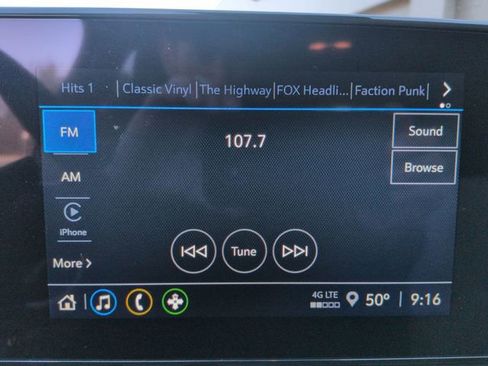 Hits 1 Classic Vinyl The Highway FOX Headli... Faction Punk
FM
107.7
Sound
Browse
AM
iPhone
More
Tune
4G LTE
50° 9:16